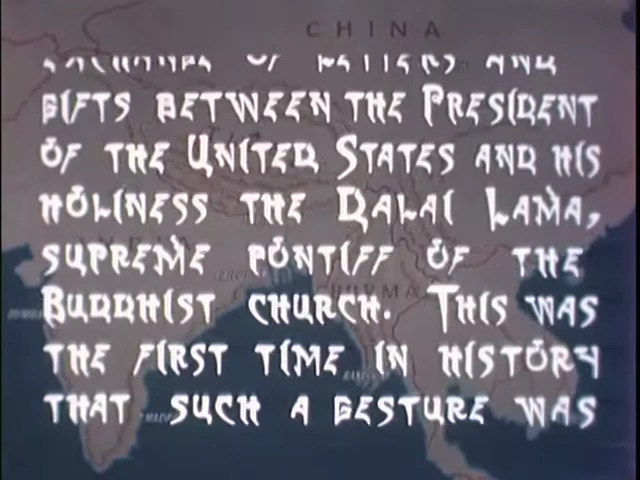 CHINA
GIFTS BETWEEN THE PRESIDENT
OF THE UNITED STATES AND HIS
HOLINESS THE DALAI LAMA,
SUPREME PONTIFF OF THE
BUDDHIST CHURCH. THIS WAS
THE FIRST TIME IN HISTORY
THAT SUCH A GESTURE WAS